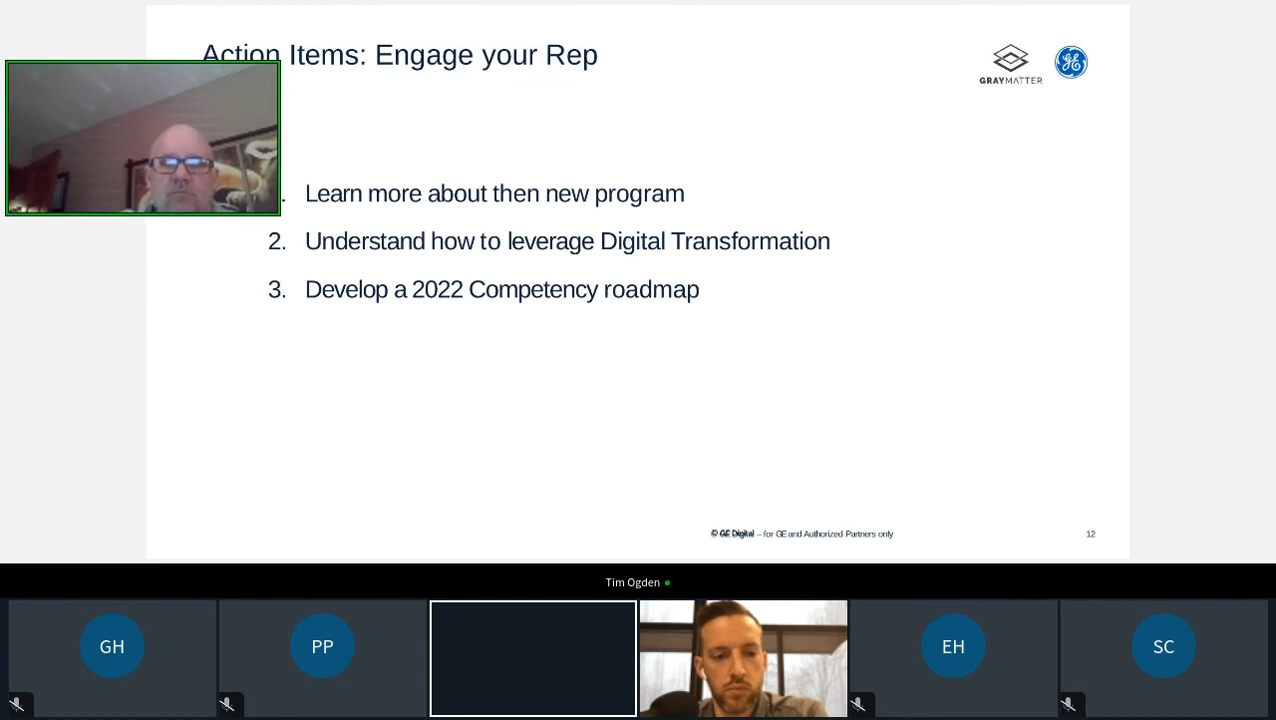 Action Items: Engage your Rep
GRAYMATTER
GE
. Learn more about then new program
2. Understand how to leverage Digital Transformation
3. Develop a 2022 Competency roadmap
– for GE and Authorized Partners only
12
Tim Ogden
GH
PP
EH
SC